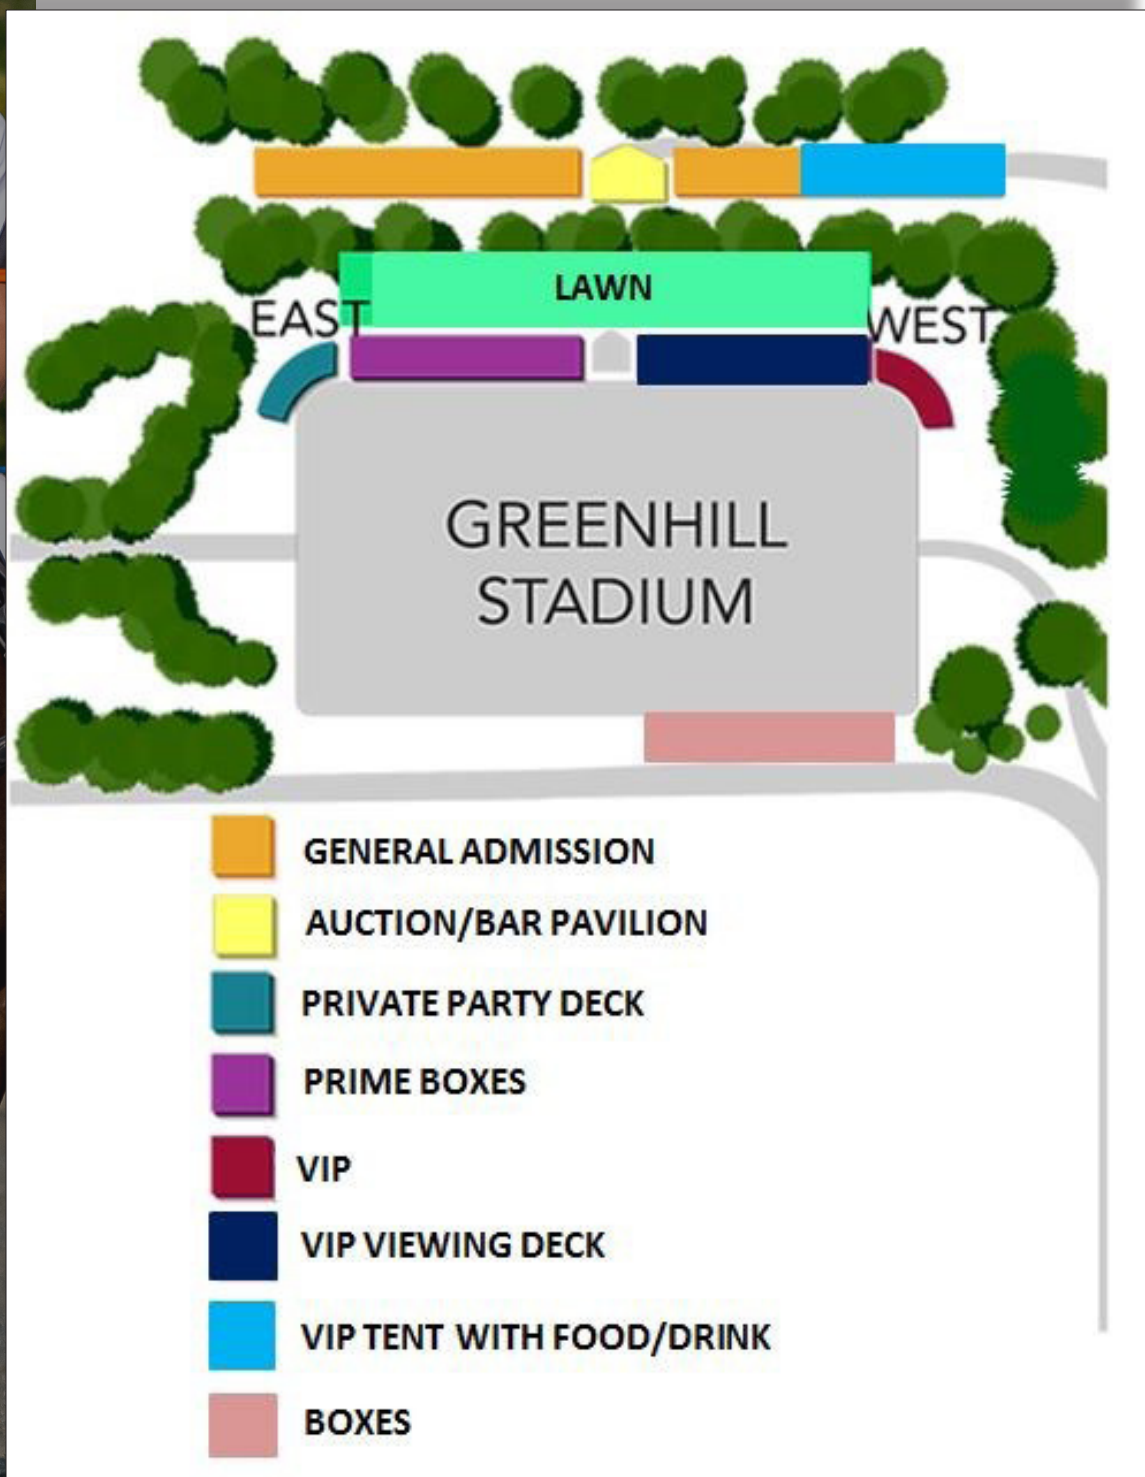 LAWN
EAST
WEST
GREENHILL
STADIUM
GENERAL ADMISSION
AUCTION/BAR PAVILION
PRIVATE PARTY DECK
PRIME BOXES
VIP
VIP VIEWING DECK
VIP TENT WITH FOOD/DRINK
BOXES